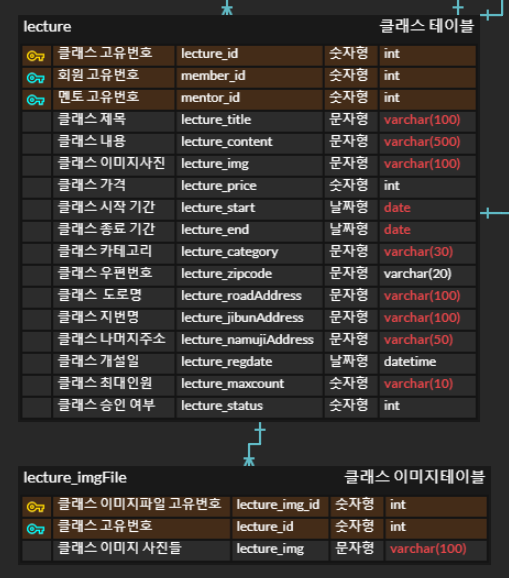 lecture 클래스 테이블
클래스 고유번호 lecture_id 숫자형 int
회원 고유번호 member_id 숫자형 int
멘토 고유번호 mentor_id 숫자형 int
클래스 제목 lecture_title 문자형 varchar(100)
클래스 내용 lecture_content 문자형 varchar(500)
클래스 이미지사진 lecture_img 문자형 varchar(100)
클래스 가격 lecture_price 숫자형 int
클래스 시작 기간 lecture_start 날짜형 date
클래스 종료 기간 lecture_end 날짜형 date
클래스 카테고리 lecture_category 문자형 varchar(30)
클래스 우편번호 lecture_zipcode 문자형 varchar(20)
클래스 도로명 lecture_roadAddress 문자형 varchar(100)
클래스 지번명 lecture_jibunAddress 문자형 varchar(100)
클래스 나머지주소 lecture_namujiAddress 문자형 varchar(50)
클래스 개설일 lecture_regdate 날짜형 datetime
클래스 최대인원 lecture_maxcount 숫자형 varchar(10)
클래스 승인 여부 lecture_status 숫자형 int
lecture_imgFile 클래스 이미지테이블
클래스 이미지파일 고유번호 lecture_img_id 숫자형 int
클래스 고유번호 lecture_id 숫자형 int
클래스 이미지 사진들 lecture_img 문자형 varchar(100)